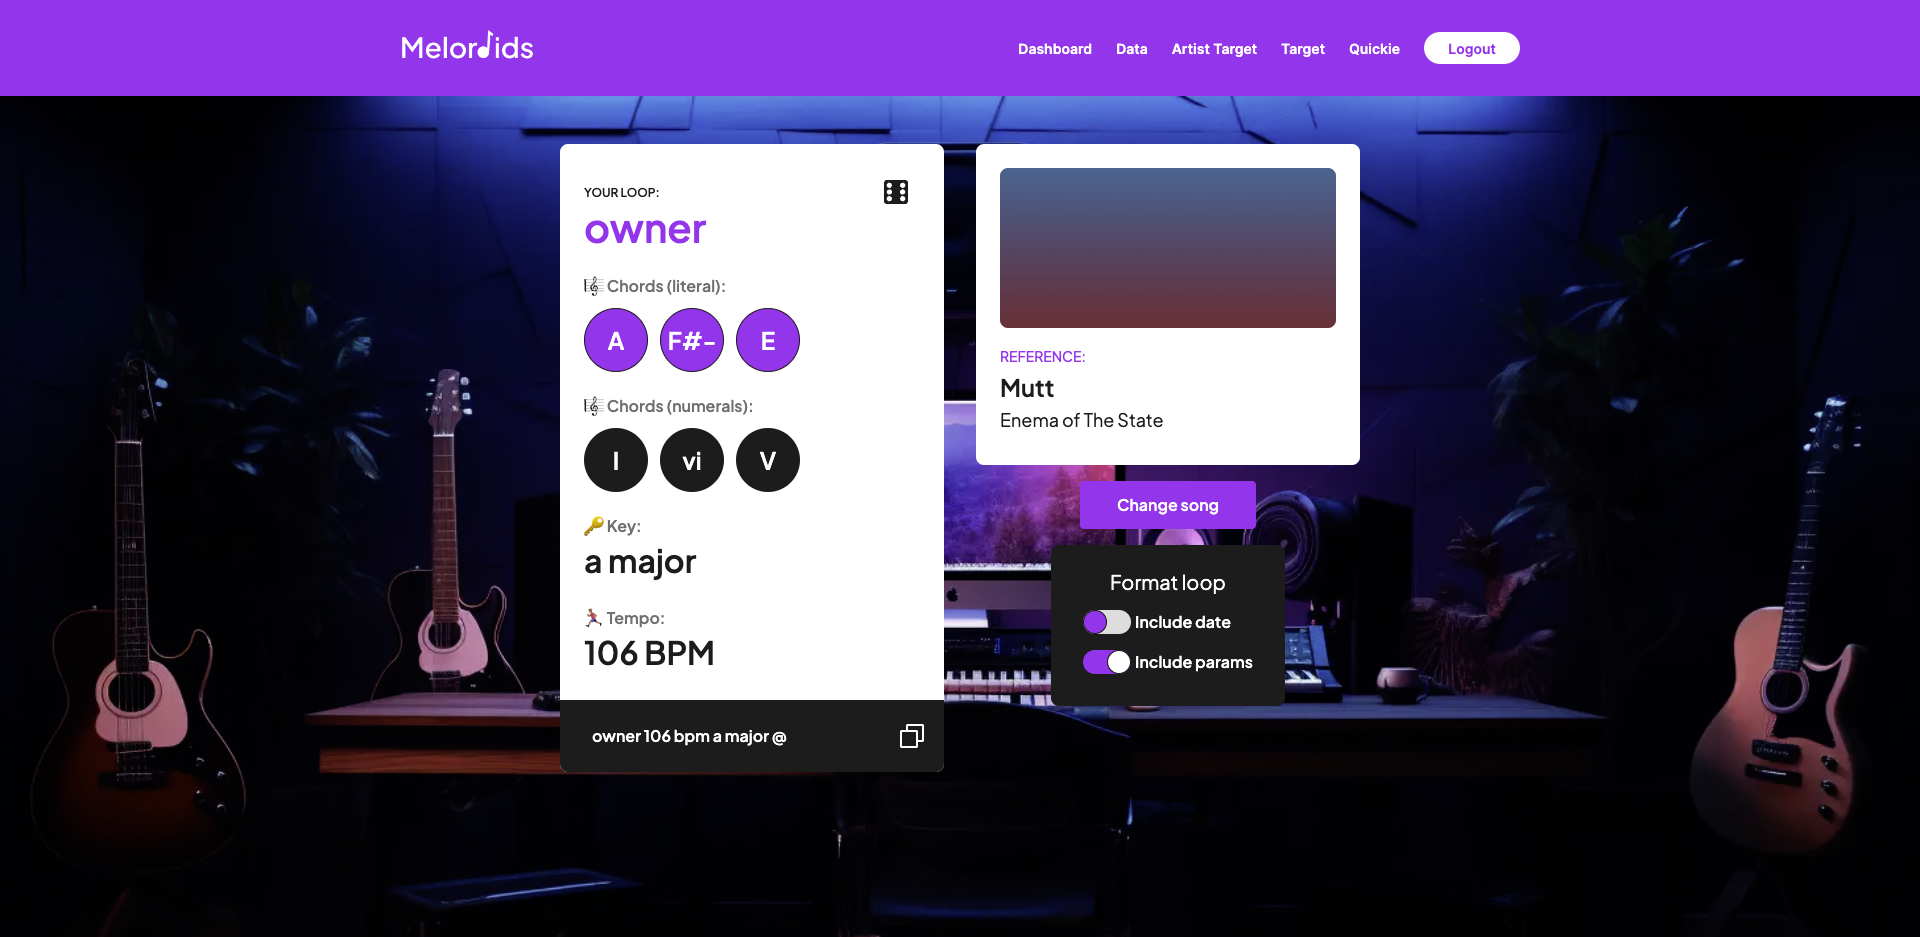 Melordids
Dashboard
Data
Artist Target
Target
Quickie
Logout
YOUR LOOP:
owner
Chords (literal):
A
F#-
E
Chords (numerals):
I
vi
V
Key:
a major
Tempo:
106 BPM
owner 106 bpm a major @
REFERENCE:
Mutt
Enema of The State
Change song
Format loop
Include date
Include params